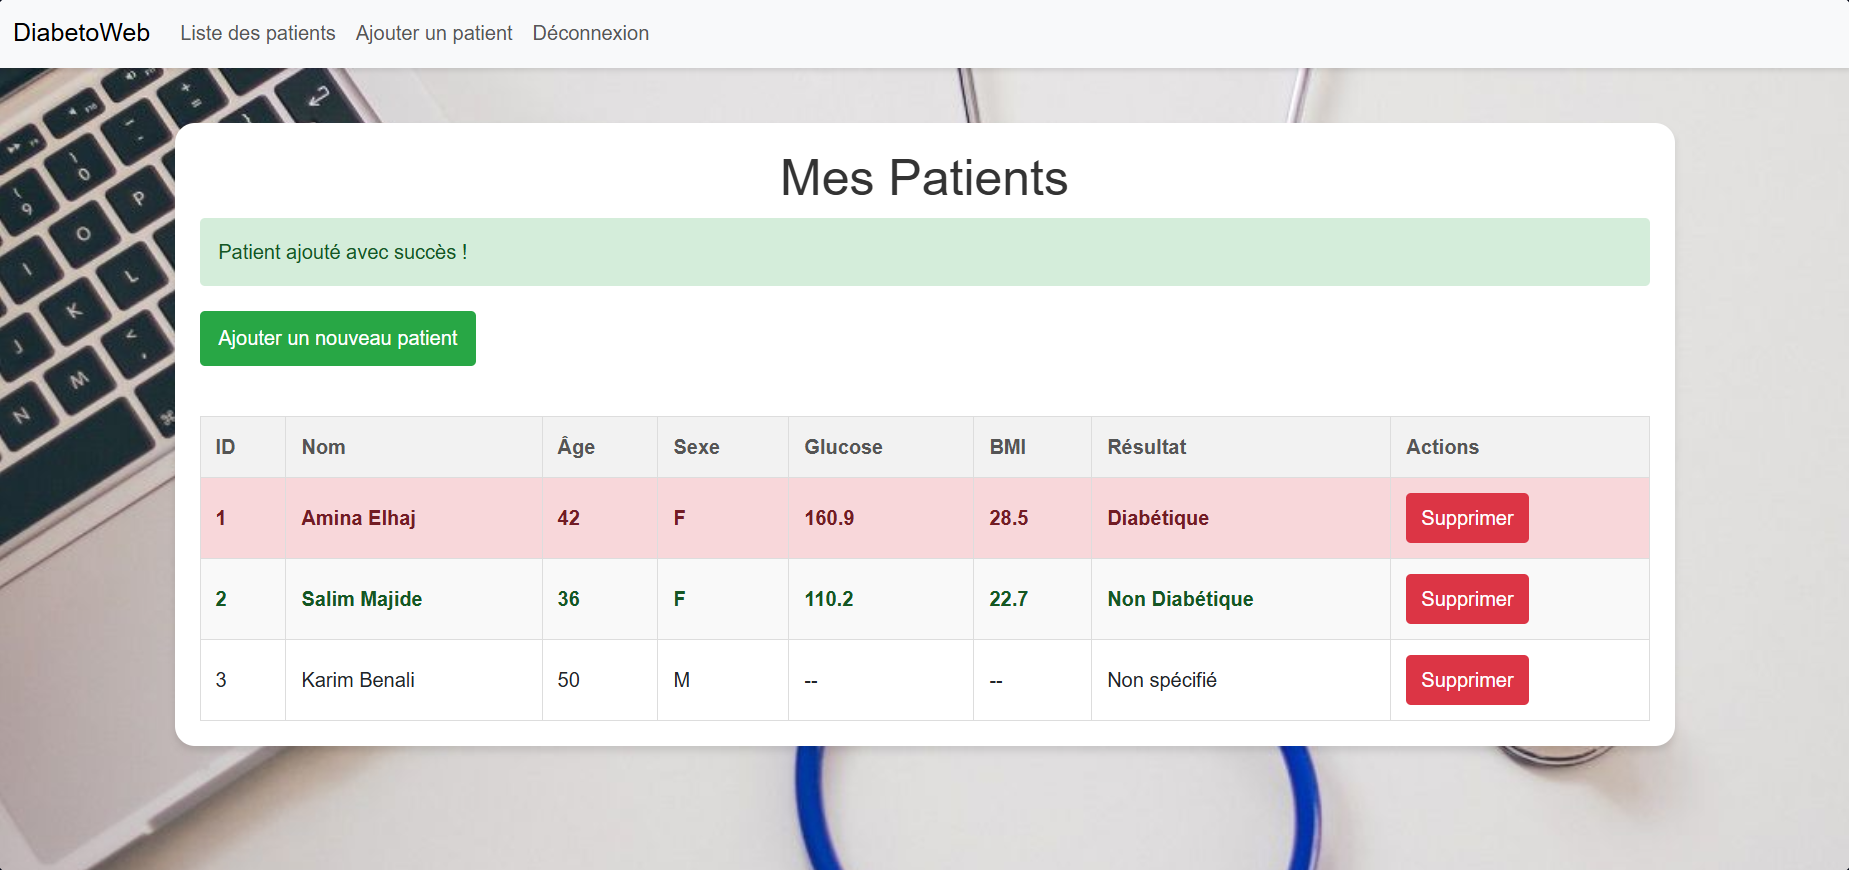 DiabetoWeb Liste des patients Ajouter un patient Déconnexion
Mes Patients
Patient ajouté avec succès !
Ajouter un nouveau patient
ID Nom Âge Sexe Glucose BMI Résultat Actions
1 Amina Elhaj 42 F 160.9 28.5 Diabétique Supprimer
2 Salim Majide 36 F 110.2 22.7 Non Diabétique Supprimer
3 Karim Benali 50 M -- -- Non spécifié Supprimer